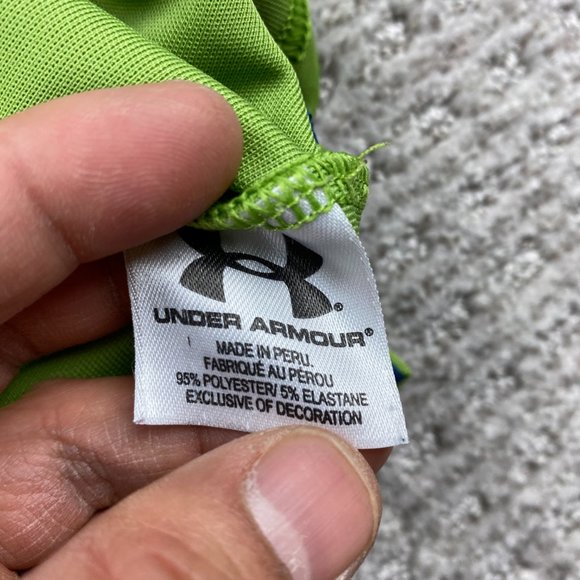 UNDER ARMOUR®
MADE IN PERU.
FABRIQUÉ AU PÉROU
95% POLYESTER/ 5% ELASTANE
EXCLUSIVE OF DECORATION